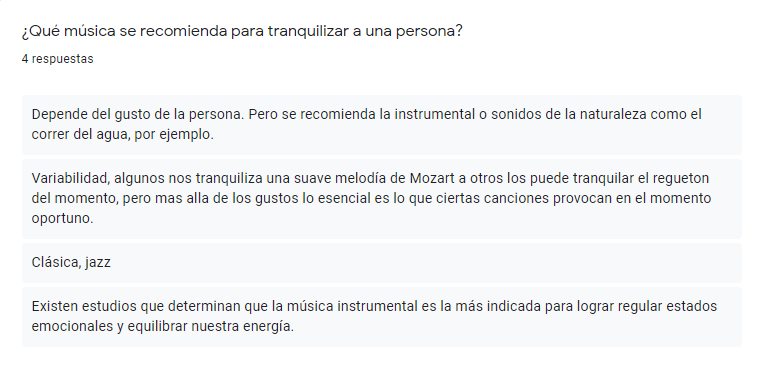 ¿Qué música se recomienda para tranquilizar a una persona?
4 respuestas
Depende del gusto de la persona. Pero se recomienda la instrumental o sonidos de la naturaleza como el
correr del agua, por ejemplo.
Variabilidad, algunos nos tranquiliza una suave melodía de Mozart a otros los puede tranquilar el regueton
del momento, pero mas alla de los gustos lo esencial es lo que ciertas canciones provocan en el momento
oportuno.
Clásica, jazz
Existen estudios que determinan que la música instrumental es la más indicada para lograr regular estados
emocionales y equilibrar nuestra energía.